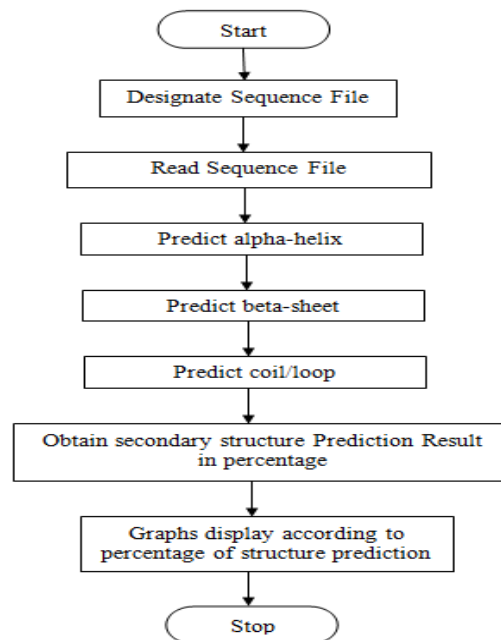 Start
Designate Sequence File
Read Sequence File
Predict alpha-helix
Predict beta-sheet
Predict coil/loop
Obtain secondary structure Prediction Result
in percentage
Graphs display according to
percentage of structure prediction
Stop